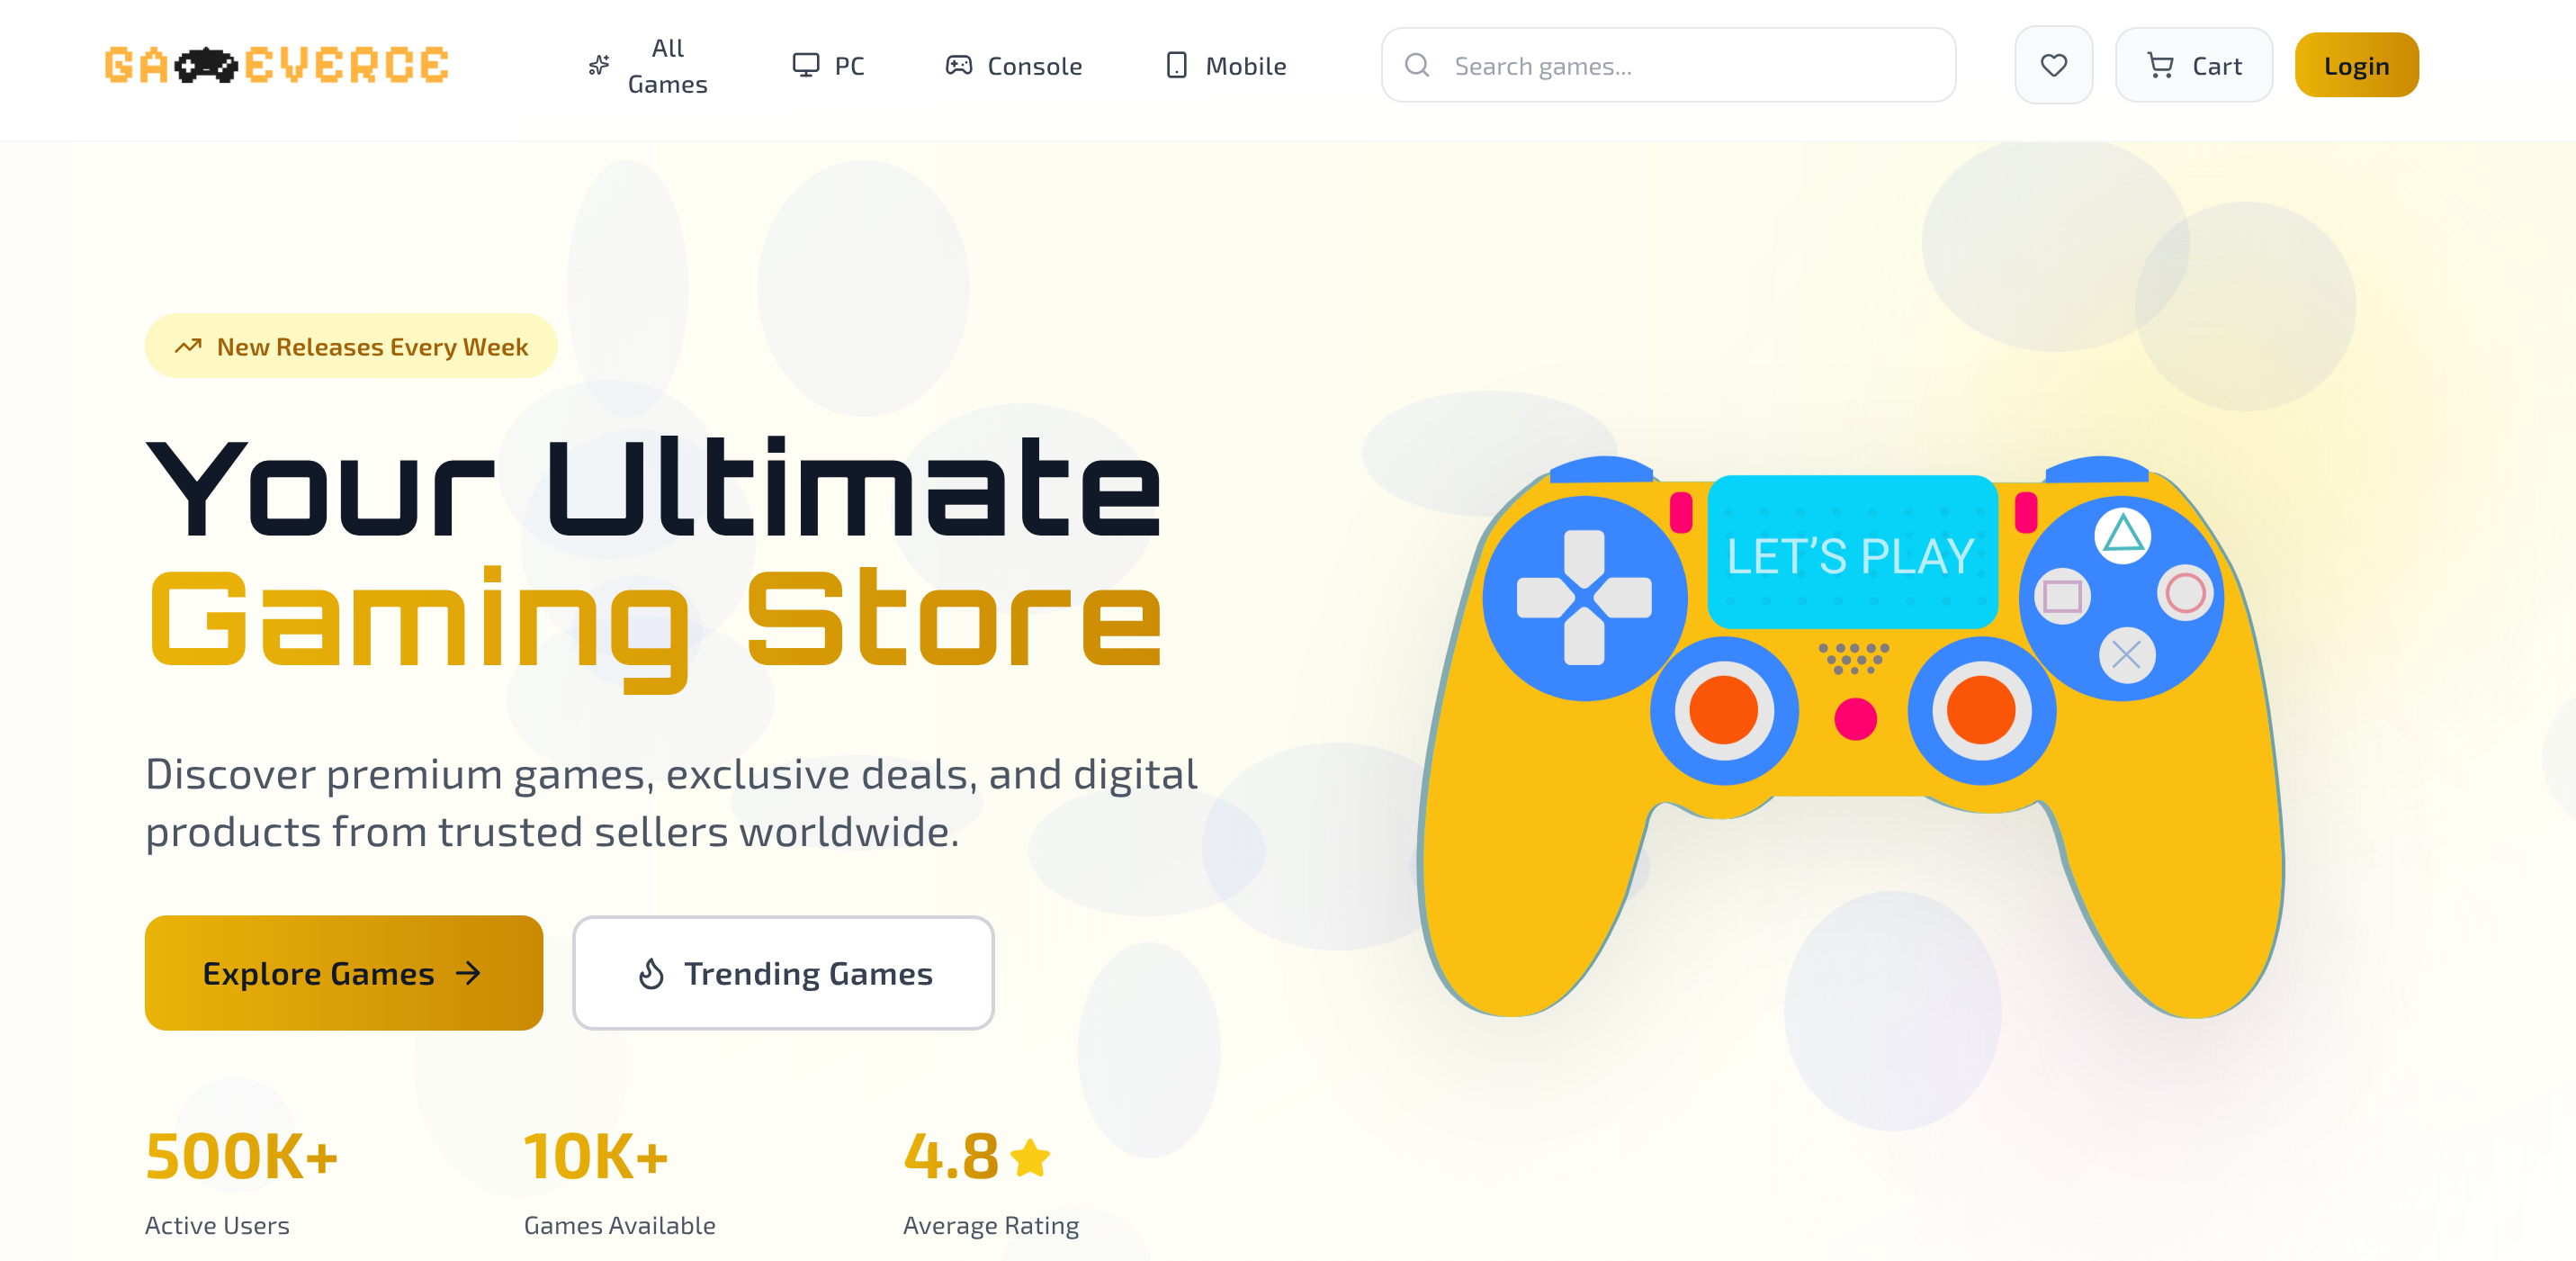 GAMEVERCE
All
Games
PC
Console
Mobile
Search games...
Cart
Login
New Releases Every Week
Your Ultimate
Gaming Store
Discover premium games, exclusive deals, and digital
products from trusted sellers worldwide.
Explore Games
Trending Games
500K+
10K+
4.8
Active Users
Games Available
Average Rating
LET’S PLAY